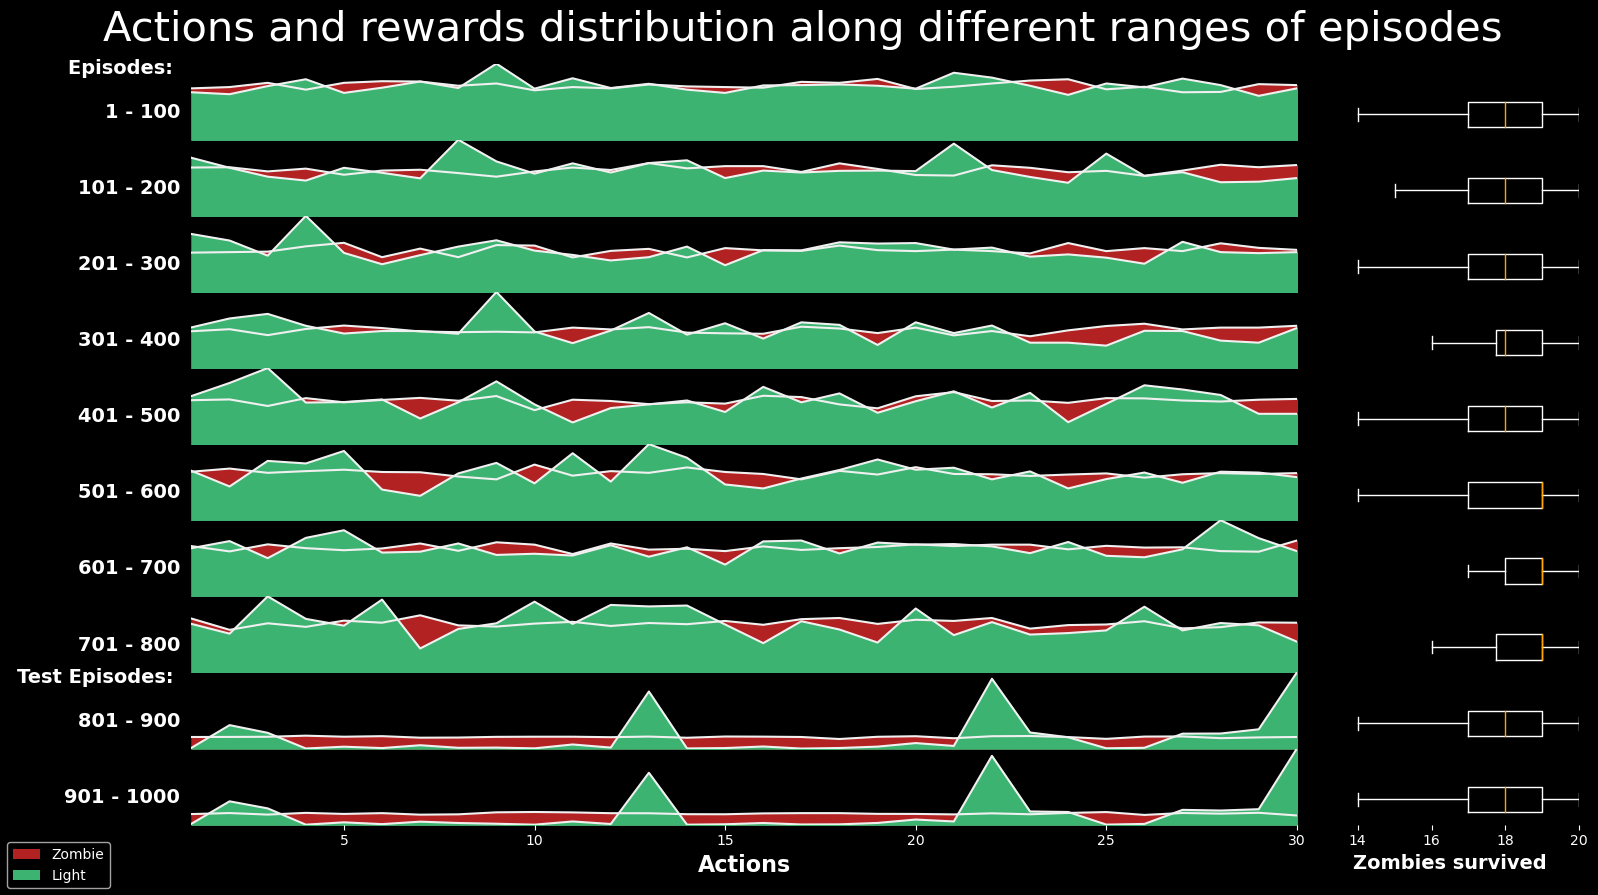 Actions and rewards distribution along different ranges of episodes
Episodes:
1 - 100
101 - 200
201 - 300
301 - 400
401 - 500
501 - 600
601 - 700
701 - 800
Test Episodes:
801 - 900
901 - 1000
5 10 15 20 25 30
14 16 18 20
Actions
Zombies survived
Zombie
Light